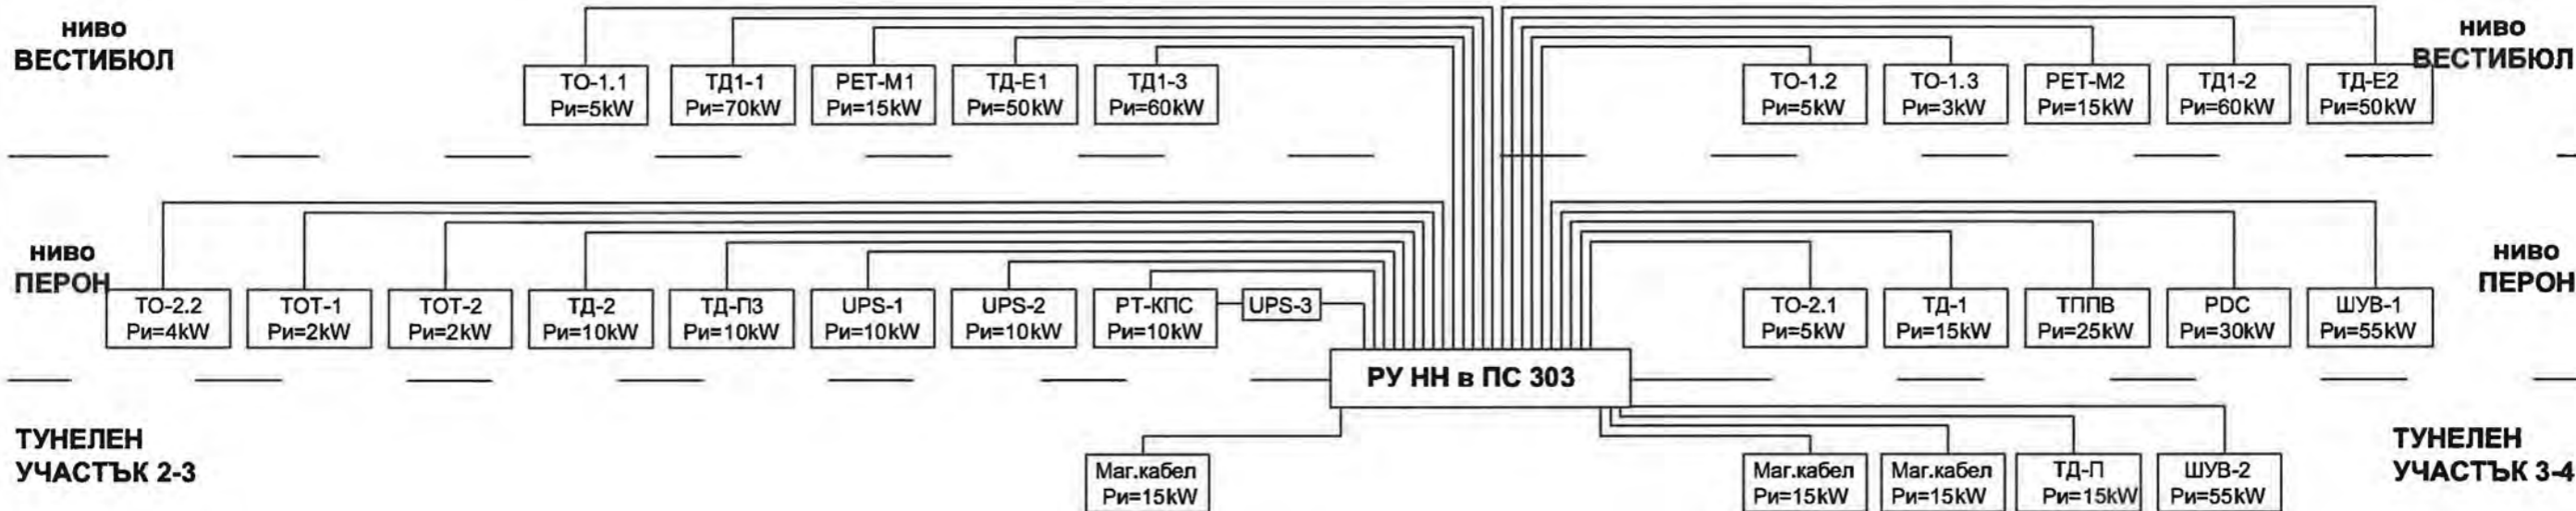 ниво
ВЕСТИБЮЛ
ТО-1.1
Ри=5kW
ТД1-1
Ри=70kW
РЕТ-М1
Ри=15kW
ТД-Е1
Ри=50kW
ТД1-3
Ри=60kW
ТО-1.2
Ри=5kW
ТО-1.3
Ри=3kW
РЕТ-М2
Ри=15kW
ТД1-2
Ри=60kW
ТД-Е2
Ри=50kW
ниво
ВЕСТИБЮЛ
ниво
ПЕРОН
ТО-2.2
Ри=4kW
ТОТ-1
Ри=2kW
ТОТ-2
Ри=2kW
ТД-2
Ри=10kW
ТД-П3
Ри=10kW
UPS-1
Ри=10kW
UPS-2
Ри=10kW
РТ-КПС
Ри=10kW
UPS-3
ТО-2.1
Ри=5kW
ТД-1
Ри=15kW
ТППВ
Ри=25kW
PDC
Ри=30kW
ШУВ-1
Ри=55kW
ниво
ПЕРОН
РУ НН в ПС 303
ТУНЕЛЕН
УЧАСТЪК 2-3
Маг.кабел
Ри=15kW
Маг.кабел
Ри=15kW
Маг.кабел
Ри=15kW
ТД-П
Ри=15kW
ШУВ-2
Ри=55kW
ТУНЕЛЕН
УЧАСТЪК 3-4